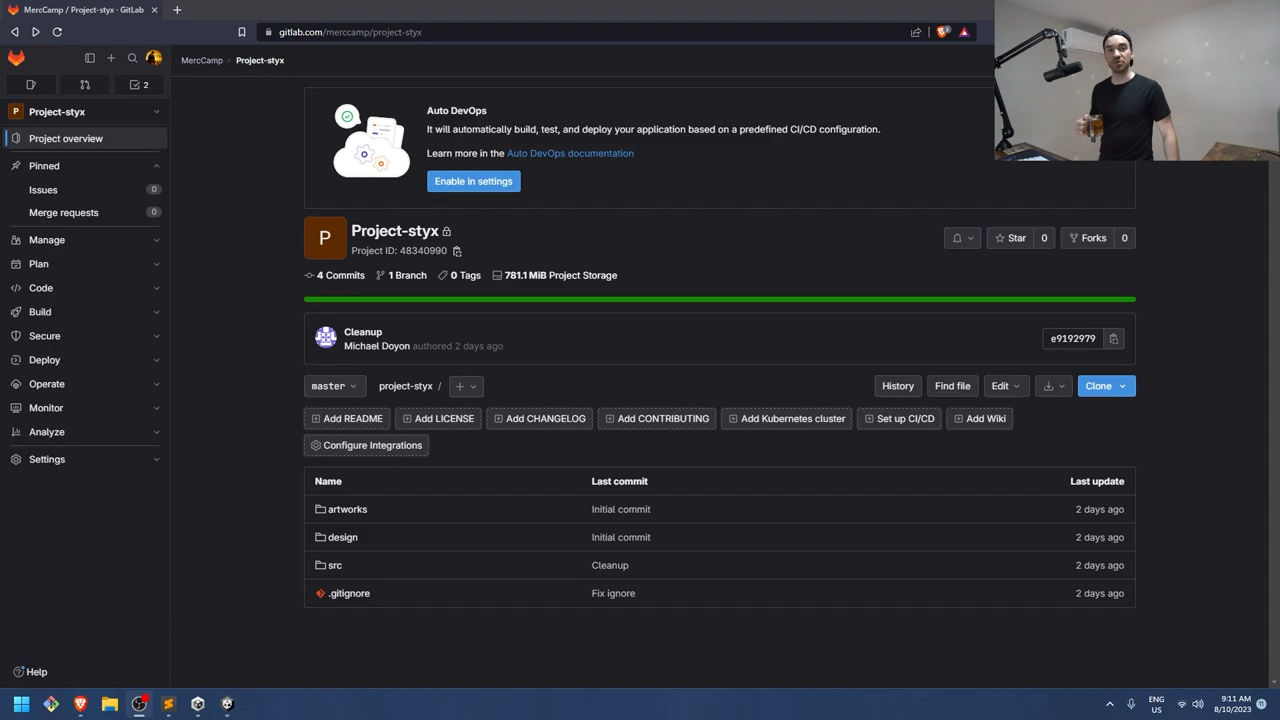 MercCamp / Project-styx · GitLab
gitlab.com/merccamp/project-styx
2
MercCamp › Project-styx
2
P Project-styx
Project overview
Pinned
Issues 0
Merge requests 0
Manage
Plan
Code
Build
Secure
Deploy
Operate
Monitor
Analyze
Settings
Help
Auto DevOps
It will automatically build, test, and deploy your application based on a predefined CI/CD configuration.
Learn more in the Auto DevOps documentation
Enable in settings
P
Project-styx
Project ID: 48340990
Star 0
Forks 0
4 Commits 1 Branch 0 Tags 781.1 MiB Project Storage
Cleanup
Michael Doyon authored 2 days ago
e9192979
master project-styx / +
History Find file Edit Clone
Add README Add LICENSE Add CHANGELOG Add CONTRIBUTING Add Kubernetes cluster Set up CI/CD Add Wiki
Configure Integrations
Name Last commit Last update
artworks Initial commit 2 days ago
design Initial commit 2 days ago
src Cleanup 2 days ago
.gitignore Fix ignore 2 days ago
ENG
US
9:11 AM
8/10/2023